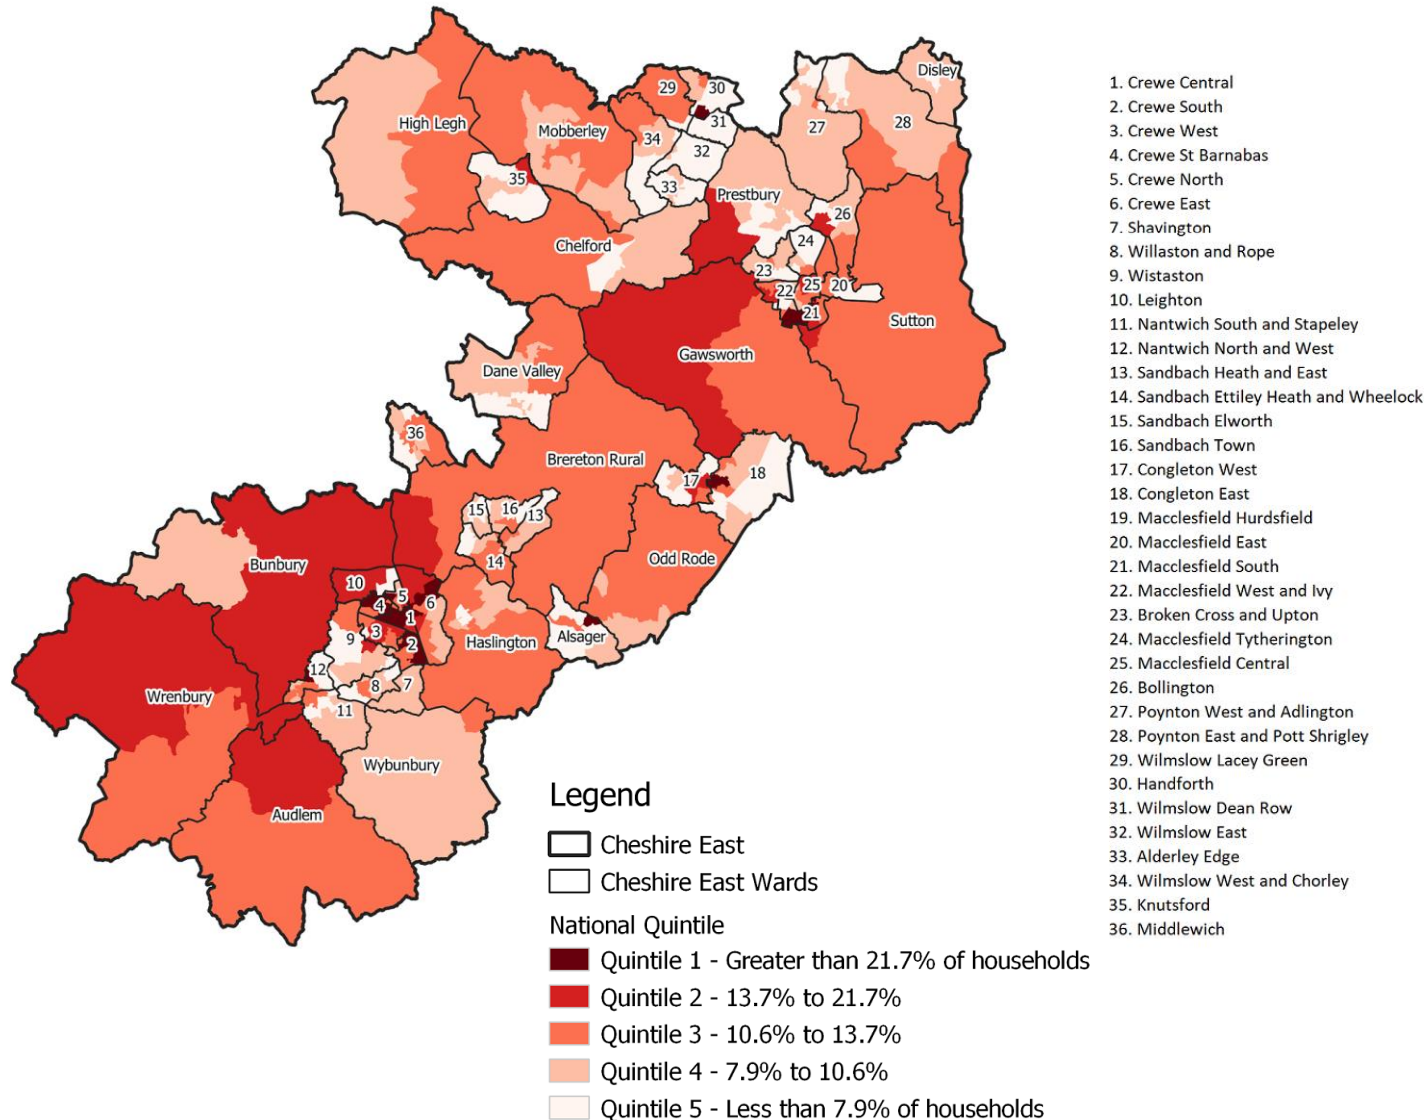 Disley
29
30
High Legh
Mobberley
31
27
28
34
32
35
33
Prestbury
26
Chelford
24
23
22
25
20
21
Sutton
Gawsworth
Dane Valley
36
Brereton Rural
17
18
15
16
13
14
Odd Rode
Bunbury
10
5
6
4
1
3
9
2
Haslington
Alsager
12
8
7
Wrenbury
11
Wybunbury
Audlem
1. Crewe Central
2. Crewe South
3. Crewe West
4. Crewe St Barnabas
5. Crewe North
6. Crewe East
7. Shavington
8. Willaston and Rope
9. Wistaston
10. Leighton
11. Nantwich South and Stapeley
12. Nantwich North and West
13. Sandbach Heath and East
14. Sandbach Ettiley Heath and Wheelock
15. Sandbach Elworth
16. Sandbach Town
17. Congleton West
18. Congleton East
19. Macclesfield Hurdsfield
20. Macclesfield East
21. Macclesfield South
22. Macclesfield West and Ivy
23. Broken Cross and Upton
24. Macclesfield Tytherington
25. Macclesfield Central
26. Bollington
27. Poynton West and Adlington
28. Poynton East and Pott Shrigley
29. Wilmslow Lacey Green
30. Handforth
31. Wilmslow Dean Row
32. Wilmslow East
33. Alderley Edge
34. Wilmslow West and Chorley
35. Knutsford
36. Middlewich
Legend
Cheshire East
Cheshire East Wards
National Quintile
Quintile 1 - Greater than 21.7% of households
Quintile 2 - 13.7% to 21.7%
Quintile 3 - 10.6% to 13.7%
Quintile 4 - 7.9% to 10.6%
Quintile 5 - Less than 7.9% of households